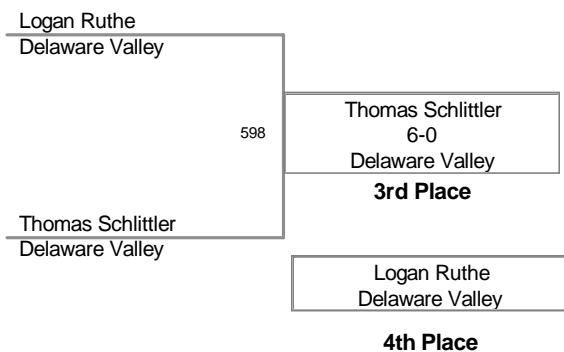 Logan Ruthe
Delaware Valley
598
Thomas Schlittler
6-0
Delaware Valley
3rd Place
Thomas Schlittler
Delaware Valley
Logan Ruthe
Delaware Valley
4th Place